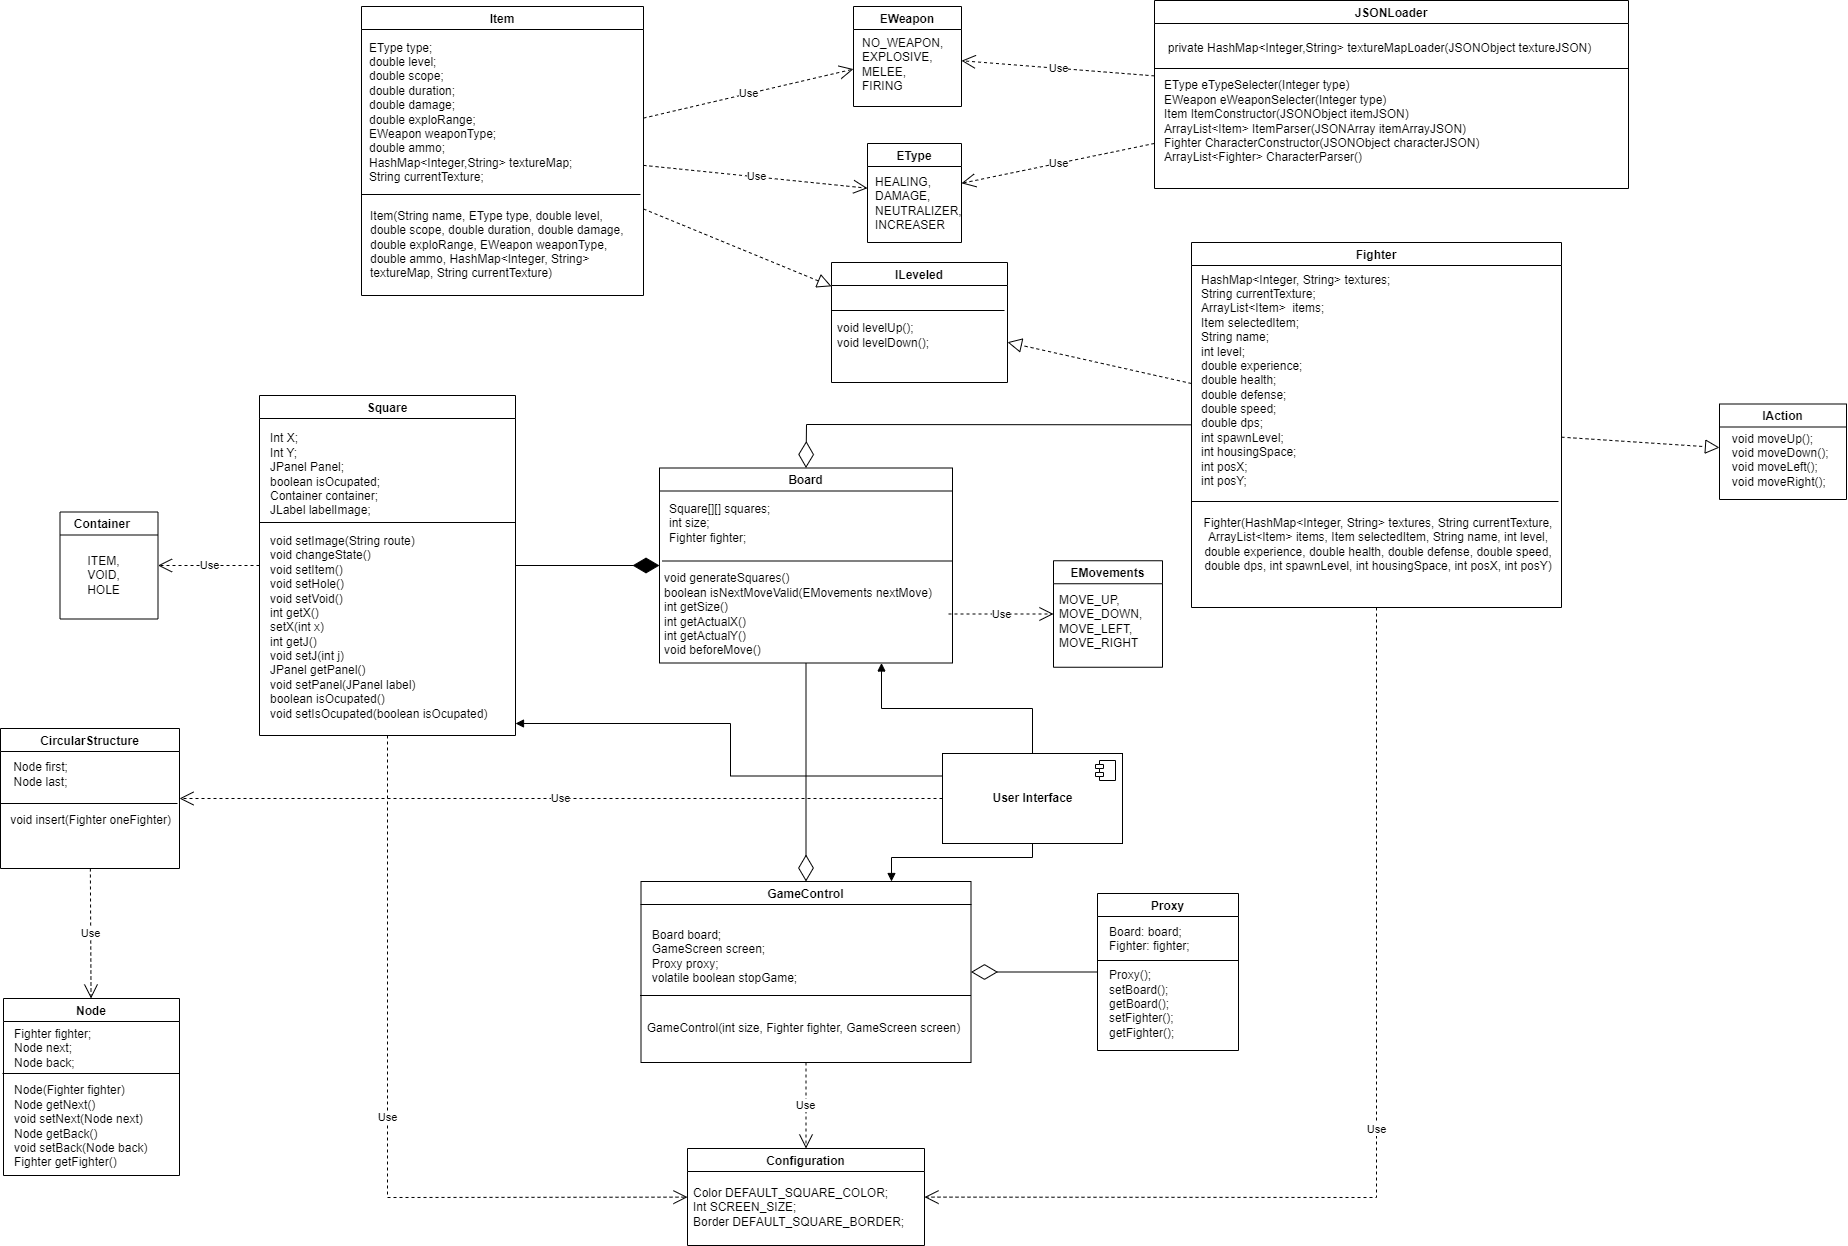 Item
EType type;
double level;
double scope;
double duration;
double damage;
double exploRange;
EWeapon weaponType;
double ammo;
HashMap<Integer,String> textureMap;
String currentTexture;
Item(String name, EType type, double level,
double scope, double duration, double damage,
double exploRange, EWeapon weaponType,
double ammo, HashMap<Integer, String>
textureMap, String currentTexture)
Use
Use
EWeapon
NO_WEAPON,
EXPLOSIVE,
MELEE,
FIRING
EType
HEALING,
DAMAGE,
NEUTRALIZER,
INCREASER
Use
Use
JSONLoader
private HashMap<Integer,String> textureMapLoader(JSONObject textureJSON)
EType eTypeSelecter(Integer type)
EWeapon eWeaponSelecter(Integer type)
Item ItemConstructor(JSONObject itemJSON)
ArrayList<Item> ItemParser(JSONArray itemArrayJSON)
Fighter CharacterConstructor(JSONObject characterJSON)
ArrayList<Fighter> CharacterParser()
ILeveled
void levelUp();
void levelDown();
Fighter
HashMap<Integer, String> textures;
String currentTexture;
ArrayList<Item>  items;
Item selectedItem;
String name;
int level;
double experience;
double health;
double defense;
double speed;
double dps;
int spawnLevel;
int housingSpace;
int posX;
int posY;
Fighter(HashMap<Integer, String> textures, String currentTexture,
ArrayList<Item> items, Item selectedItem, String name, int level,
double experience, double health, double defense, double speed,
double dps, int spawnLevel, int housingSpace, int posX, int posY)
IAction
void moveUp();
void moveDown();
void moveLeft();
void moveRight();
Square
Int X;
Int Y;
JPanel Panel;
boolean isOcupated;
Container container;
JLabel labelImage;
void setImage(String route)
void changeState()
void setItem()
void setHole()
void setVoid()
int getX()
setX(int x)
int getJ()
void setJ(int j)
JPanel getPanel()
void setPanel(JPanel label)
boolean isOcupated()
void setIsOcupated(boolean isOcupated)
Container
ITEM,
VOID,
HOLE
Use
Board
Square[][] squares;
int size;
Fighter fighter;
void generateSquares()
boolean isNextMoveValid(EMovements nextMove)
int getSize()
int getActualX()
int getActualY()
void beforeMove()
Use
EMovements
MOVE_UP,
MOVE_DOWN,
MOVE_LEFT,
MOVE_RIGHT
CircularStructure
Node first;
Node last;
void insert(Fighter oneFighter)
Use
User Interface
Use
Node
Fighter fighter;
Node next;
Node back;
Node(Fighter fighter)
Node getNext()
void setNext(Node next)
Node getBack()
void setBack(Node back)
Fighter getFighter()
GameControl
Board board;
GameScreen screen;
Proxy proxy;
volatile boolean stopGame;
GameControl(int size, Fighter fighter, GameScreen screen)
Proxy
Board: board;
Fighter: fighter;
Proxy();
setBoard();
getBoard();
setFighter();
getFighter();
Use
Use
Use
Configuration
Color DEFAULT_SQUARE_COLOR;
Int SCREEN_SIZE;
Border DEFAULT_SQUARE_BORDER;